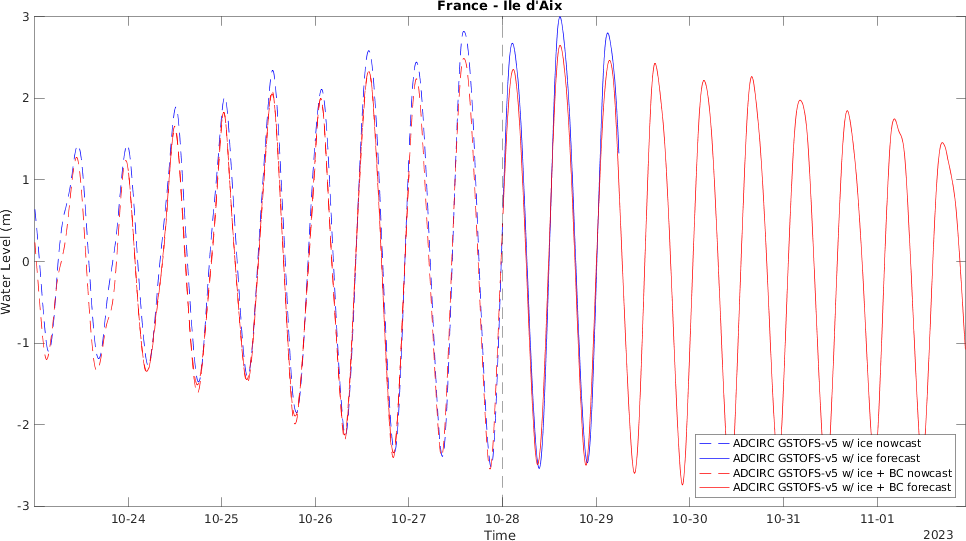 France - Ile d'Aix
3
2
1
0
-1
-2
-3
Water Level (m)
ADCIRC GSTOFS-v5 w/ ice nowcast
ADCIRC GSTOFS-v5 w/ ice forecast
ADCIRC GSTOFS-v5 w/ ice + BC nowcast
ADCIRC GSTOFS-v5 w/ ice + BC forecast
10-24 10-25 10-26 10-27 10-28 10-29 10-30 10-31 11-01
Time
2023